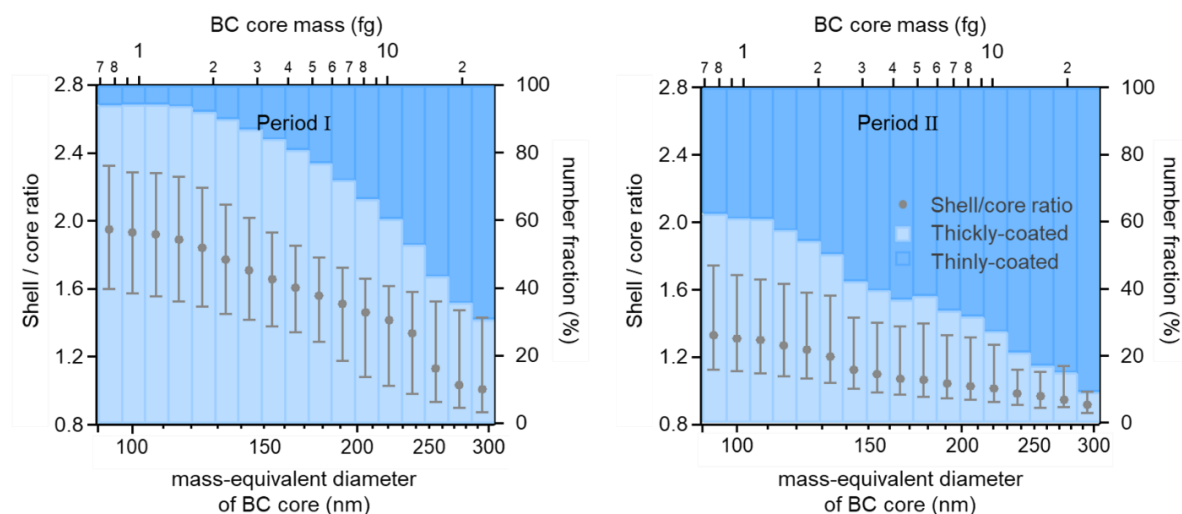 BC core mass (fg)
1 10
7 8 2 3 4 5 6 7 8 2
2.8
2.4
2.0
1.6
1.2
0.8
Shell / core ratio
Period I
100
80
60
40
20
0
number fraction (%)
100 150 200 250 300
mass-equivalent diameter
of BC core (nm)
BC core mass (fg)
1 10
7 8 2 3 4 5 6 7 8 2
2.8
2.4
2.0
1.6
1.2
0.8
Shell / core ratio
Period II
Shell/core ratio
Thickly-coated
Thinly-coated
100
80
60
40
20
0
number fraction (%)
100 150 200 250 300
mass-equivalent diameter
of BC core (nm)